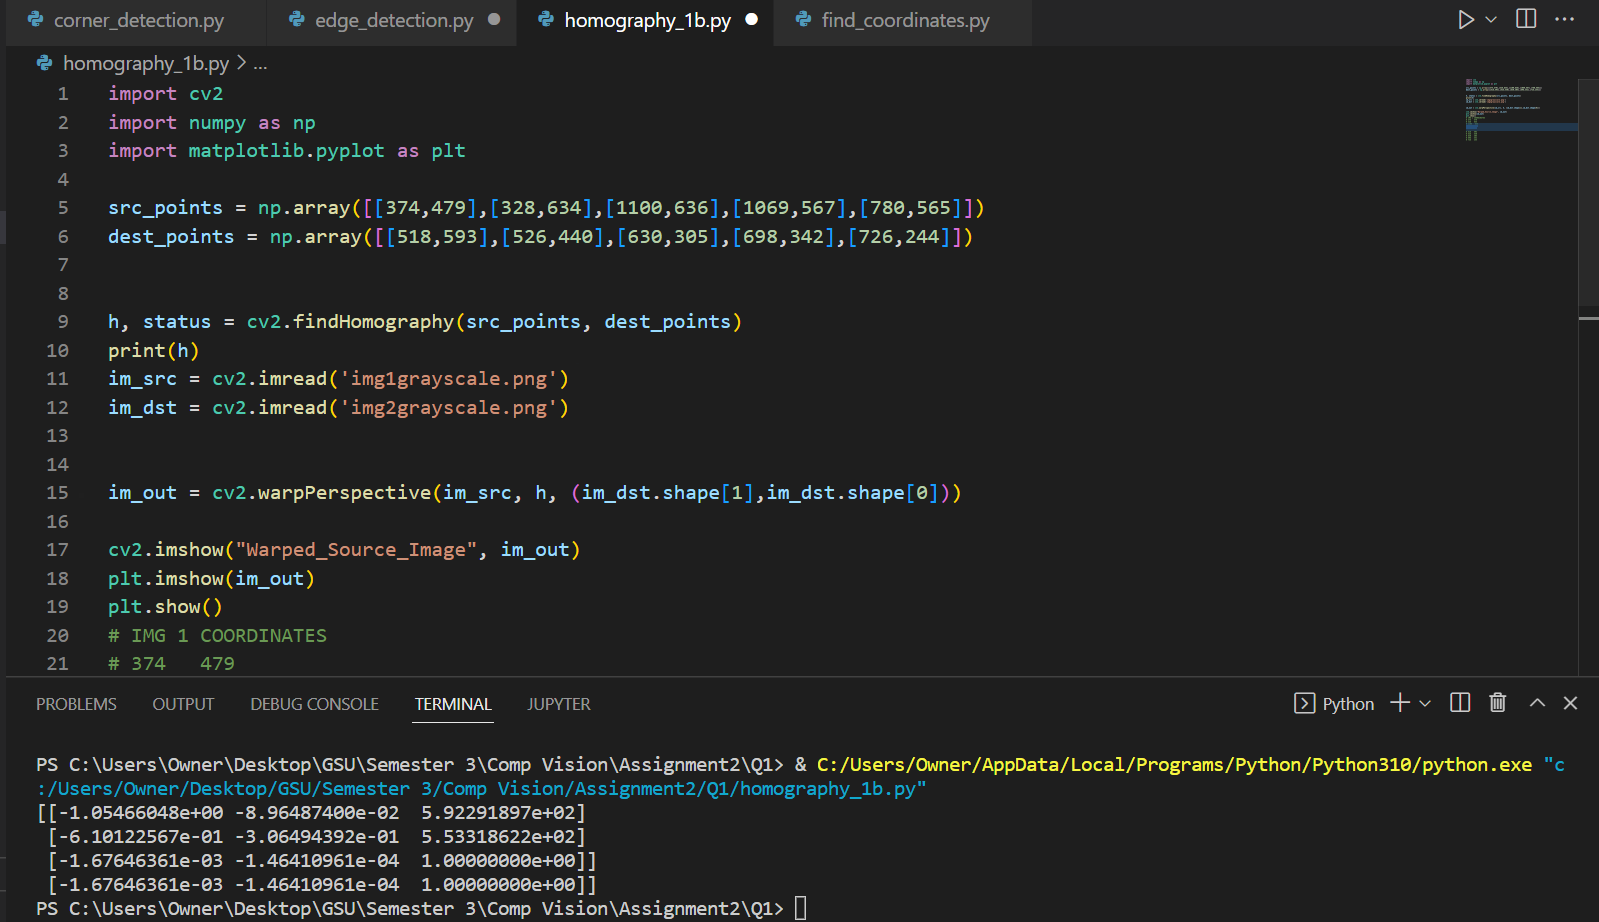 corner_detection.py edge_detection.py homography_1b.py find_coordinates.py
homography_1b.py > ...
1 import cv2
2 import numpy as np
3 import matplotlib.pyplot as plt
4
5 src_points = np.array([[374,479],[328,634],[1100,636],[1069,567],[780,565]])
6 dest_points = np.array([[518,593],[526,440],[630,305],[698,342],[726,244]])
7
8
9 h, status = cv2.findHomography(src_points, dest_points)
10 print(h)
11 im_src = cv2.imread('img1grayscale.png')
12 im_dst = cv2.imread('img2grayscale.png')
13
14
15 im_out = cv2.warpPerspective(im_src, h, (im_dst.shape[1],im_dst.shape[0]))
16
17 cv2.imshow("Warped_Source_Image", im_out)
18 plt.imshow(im_out)
19 plt.show()
20 # IMG 1 COORDINATES
21 # 374 479
PROBLEMS OUTPUT DEBUG CONSOLE TERMINAL JUPYTER Python
PS C:\Users\Owner\Desktop\GSU\Semester 3\Comp Vision\Assignment2\Q1> & C:/Users/Owner/AppData/Local/Programs/Python/Python310/python.exe "c
:/Users/Owner/Desktop/GSU/Semester 3/Comp Vision/Assignment2/Q1/homography_1b.py"
[[-1.05466048e+00 -8.96487400e-02 5.92291897e+02]
[-6.10122567e-01 -3.06494392e-01 5.53318622e+02]
[-1.67646361e-03 -1.46410961e-04 1.00000000e+00]]
[-1.67646361e-03 -1.46410961e-04 1.00000000e+00]]
PS C:\Users\Owner\Desktop\GSU\Semester 3\Comp Vision\Assignment2\Q1>